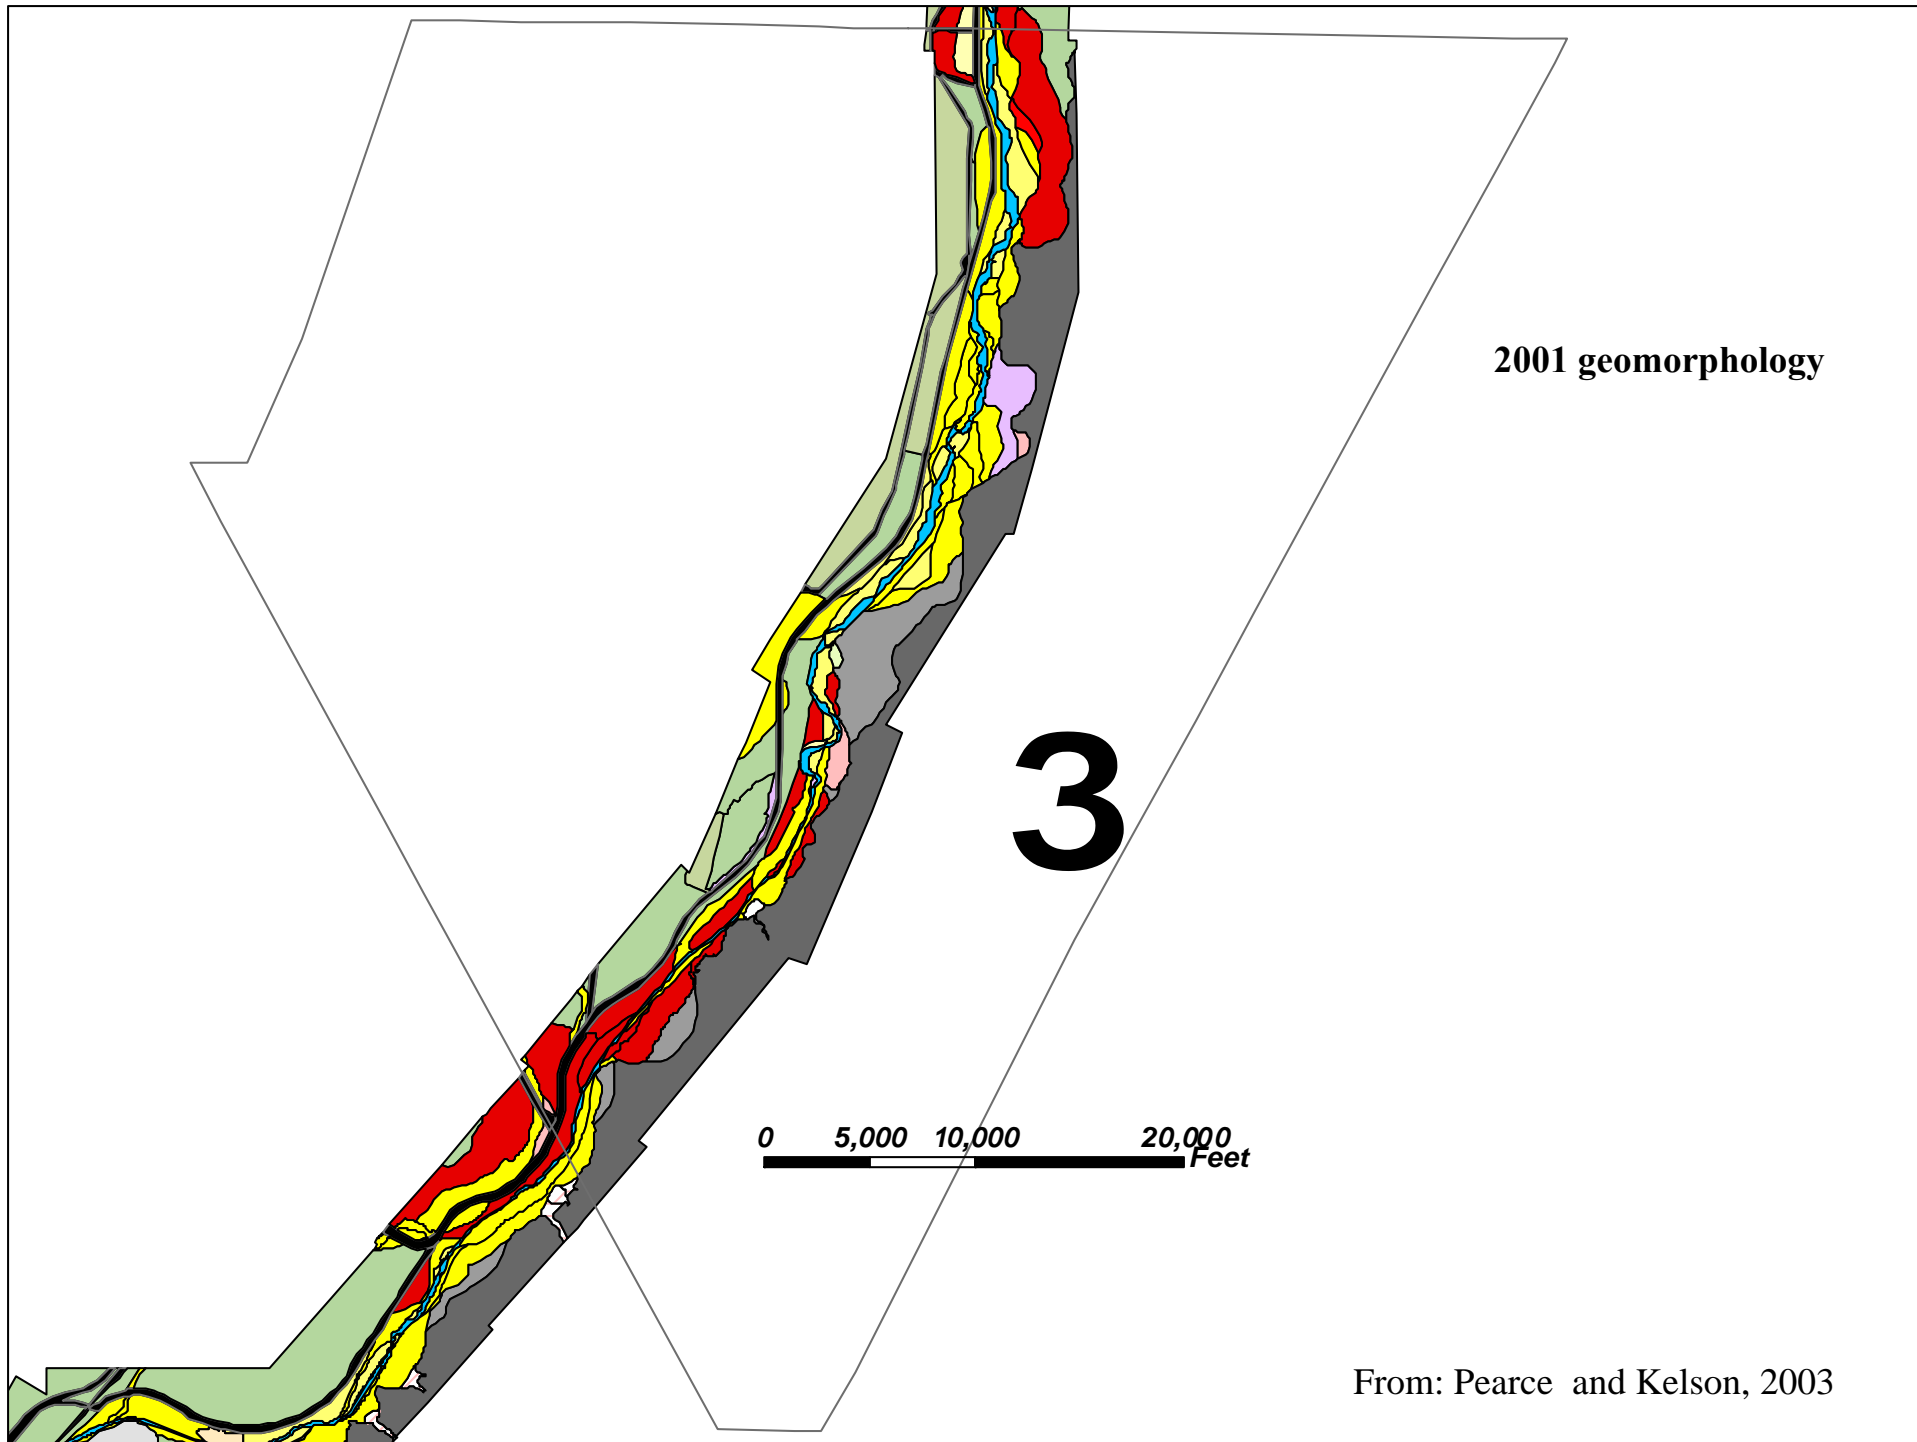 2001 geomorphology
3
0 5,000 10,000 20,000
Feet
From: Pearce and Kelson, 2003